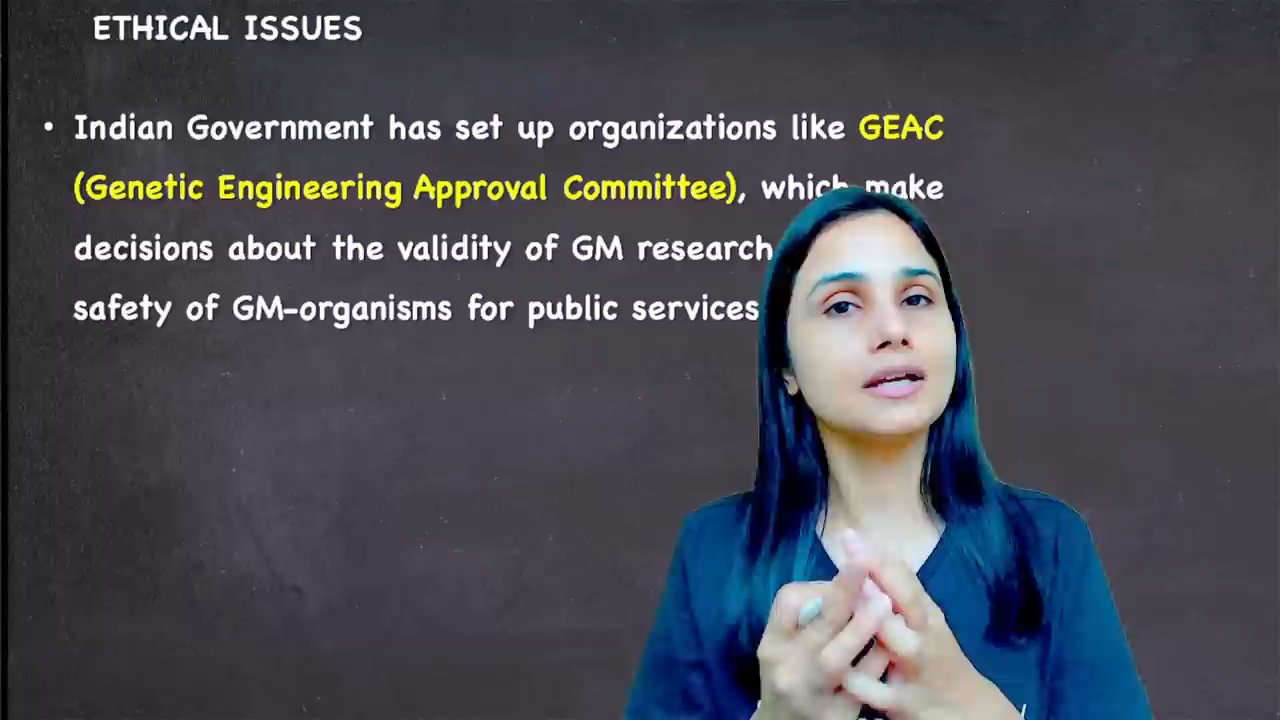 ETHICAL ISSUES
• Indian Government has set up organizations like GEAC
(Genetic Engineering Approval Committee), which make
decisions about the validity of GM research
safety of GM-organisms for public services